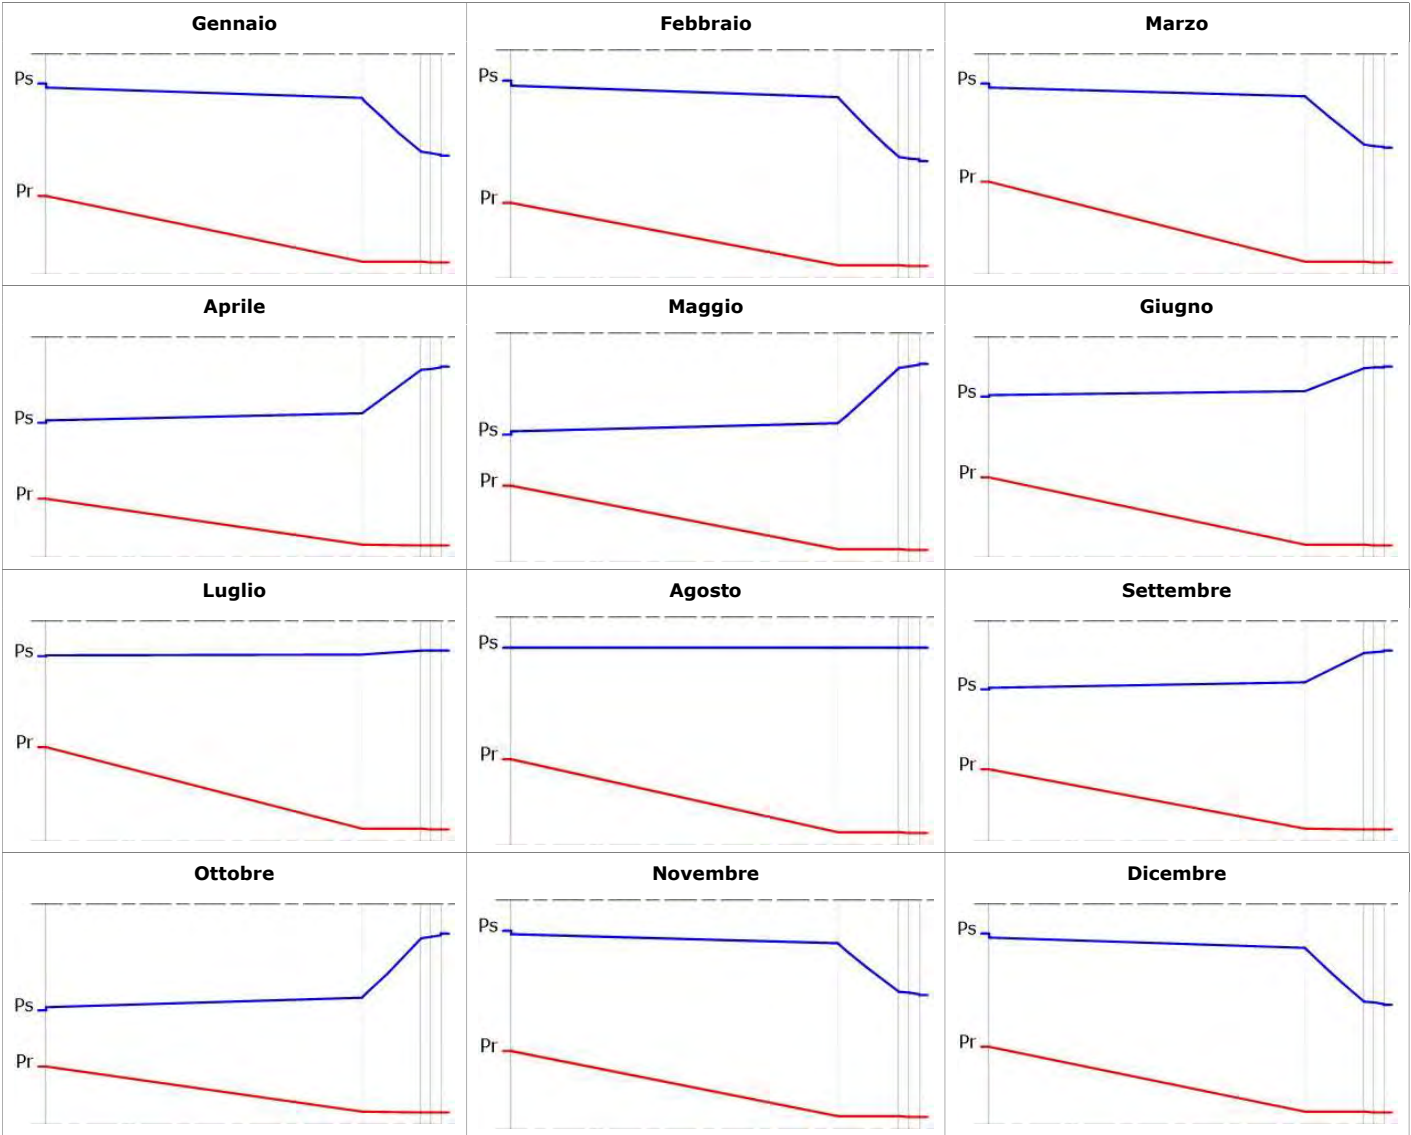 Gennaio Febbraio Marzo
Ps Ps Ps
Pr Pr Pr
Aprile Maggio Giugno
Ps Ps Ps
Pr Pr Pr
Luglio Agosto Settembre
Ps Ps Ps
Pr Pr Pr
Ottobre Novembre Dicembre
Ps Ps Ps
Pr Pr Pr